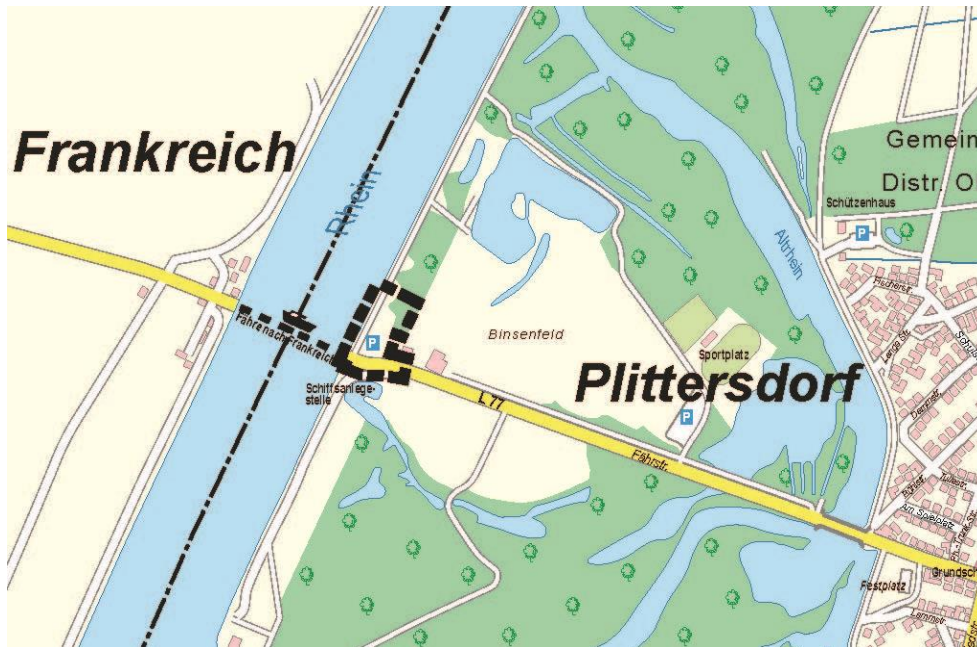 Frankreich
Rhein
Fähre nach Frankreich
P
Schiffsanlege-
stelle
Binsenfeld
L 77
Fährstr.
P
Sportplatz
Plittersdorf
Altrhein
Gemein
Distr. O
Schützenhaus
P
Fischerstr.
Am Spielplatz
Festplatz
Grundsch